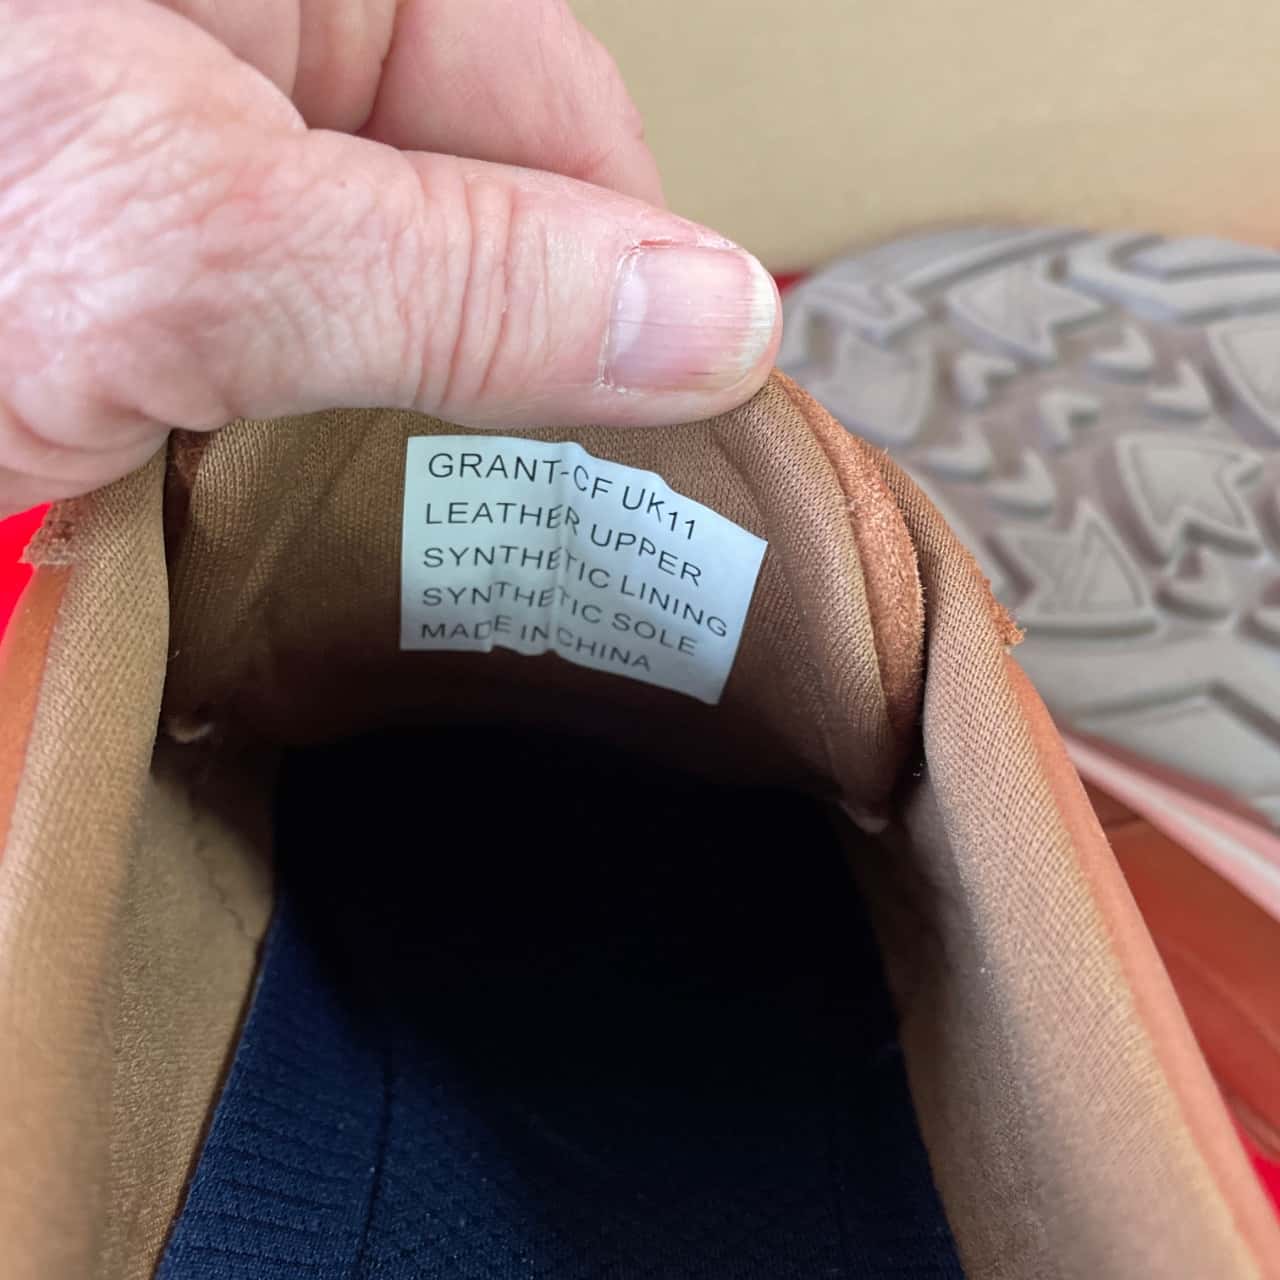 GRANT-CF UK11
LEATHER UPPER
SYNTHETIC LINING
SYNTHETIC SOLE
MADE IN CHINA